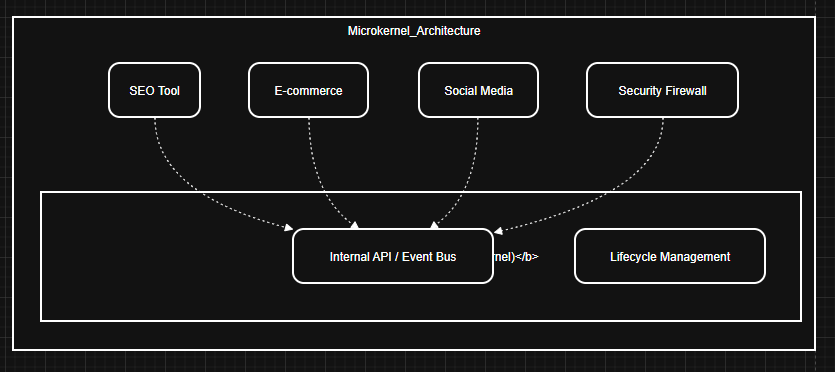 Microkernel_Architecture
SEO Tool
E-commerce
Social Media
Security Firewall
Internal API / Event Bus
rnel)</b>
Lifecycle Management